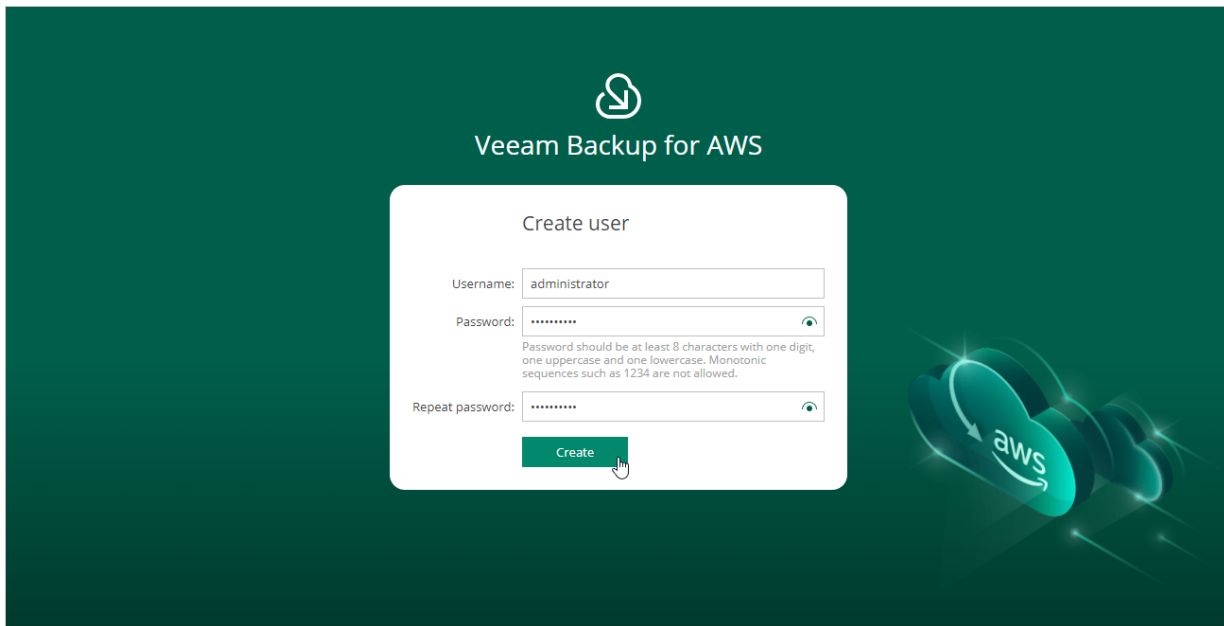 Veeam Backup for AWS
Create user
Username: administrator
Password: ••••••••••
Password should be at least 8 characters with one digit,
one uppercase and one lowercase. Monotonic
sequences such as 1234 are not allowed.
Repeat password: ••••••••••
Create
aws